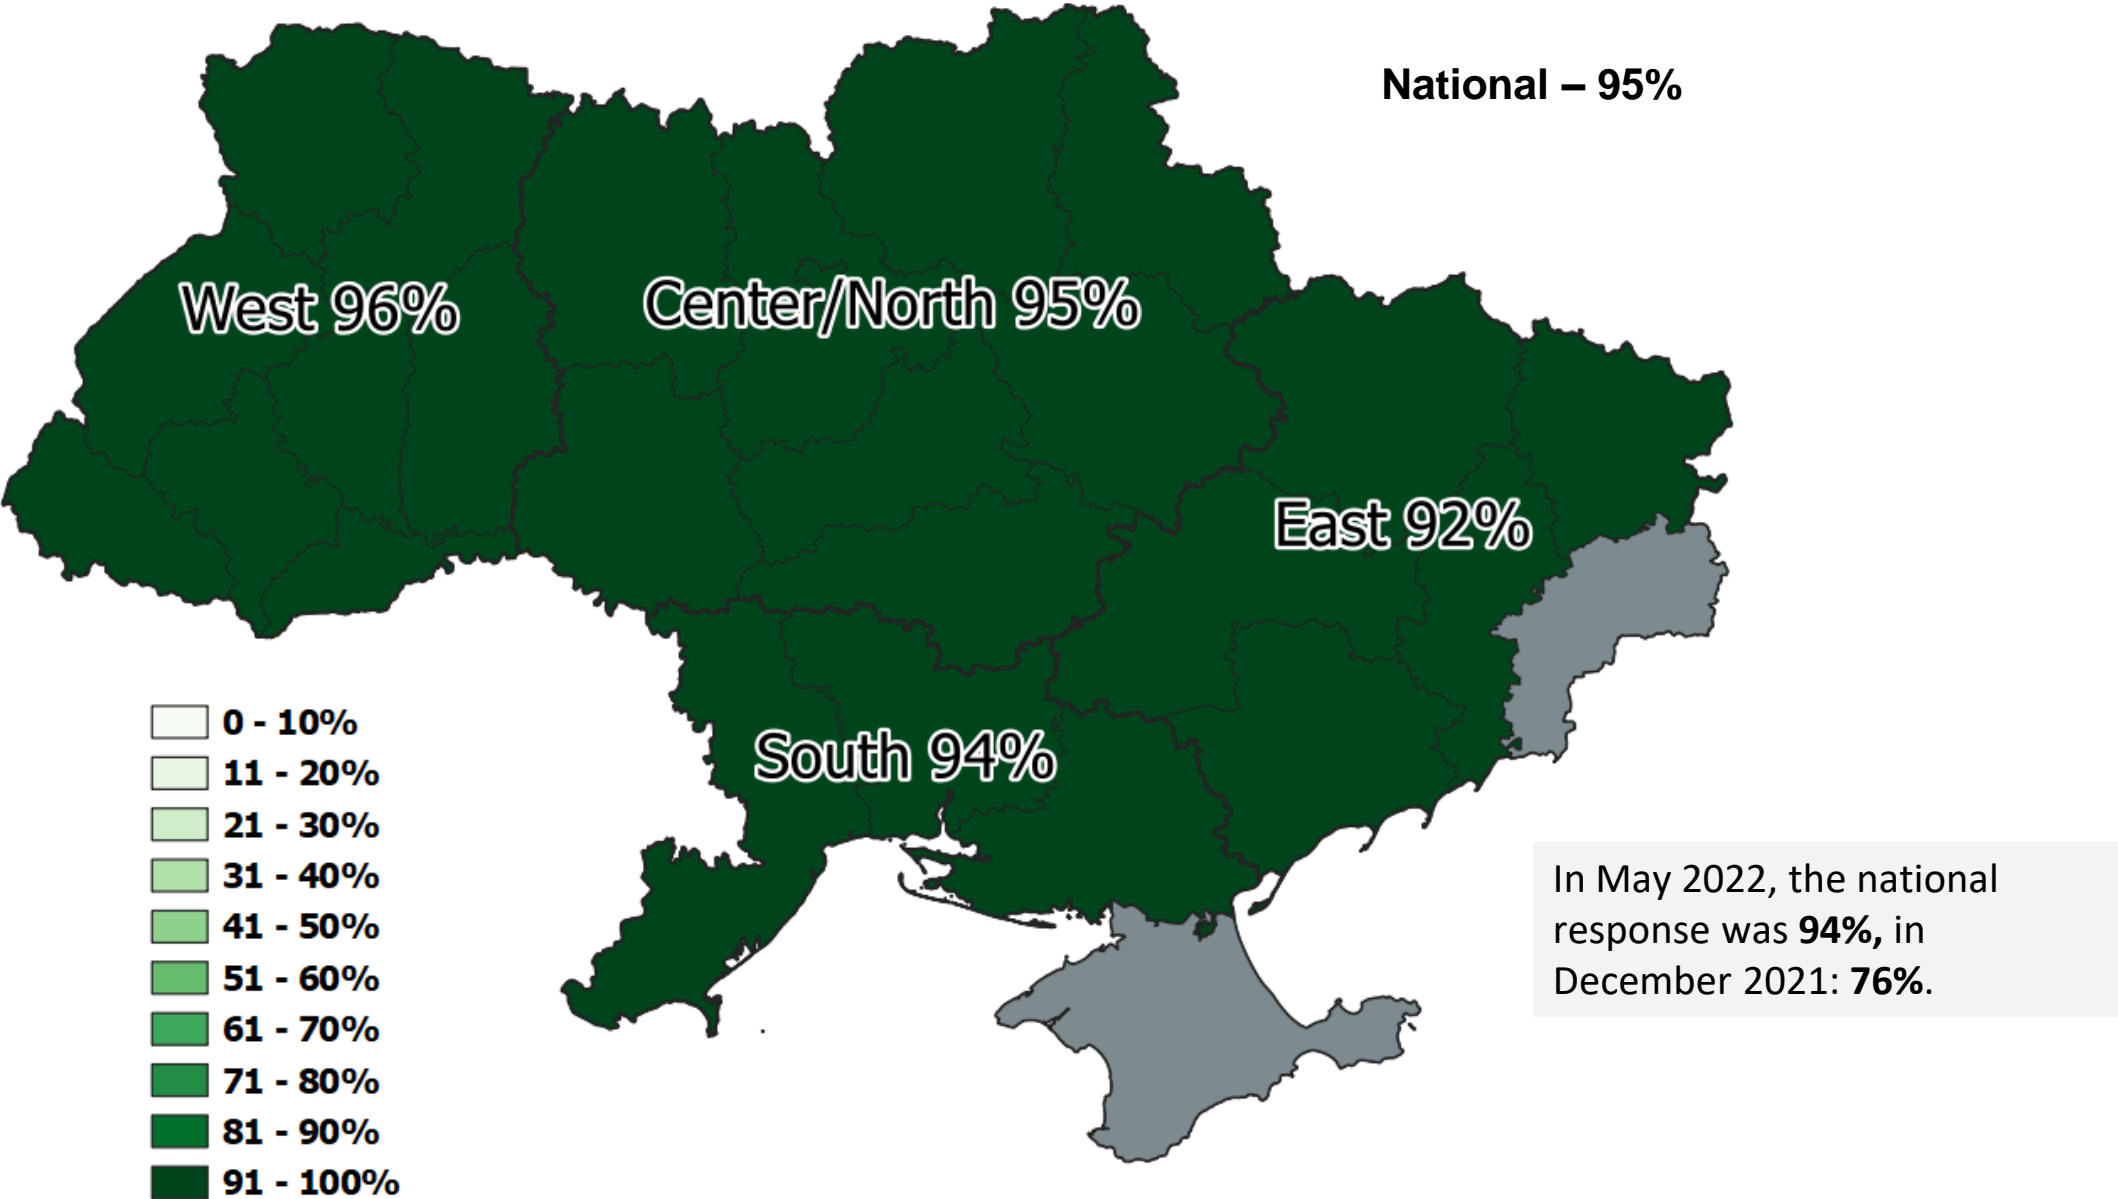 National – 95%
West 96%
Center/North 95%
East 92%
South 94%
0 - 10%
11 - 20%
21 - 30%
31 - 40%
41 - 50%
51 - 60%
61 - 70%
71 - 80%
81 - 90%
91 - 100%
In May 2022, the national
response was 94%, in
December 2021: 76%.